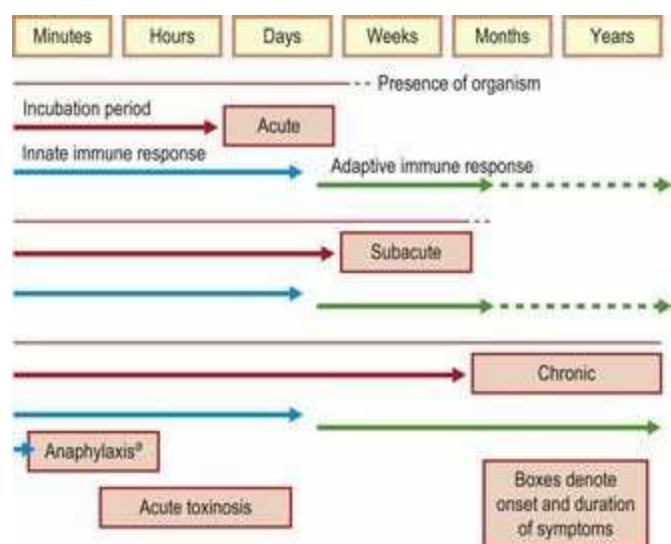 Minutes Hours Days Weeks Months Years
Presence of organism
Incubation period
Acute
Innate immune response
Adaptive immune response
Subacute
Chronic
Anaphylaxisᵃ
Acute toxinosis
Boxes denote
onset and duration
of symptoms